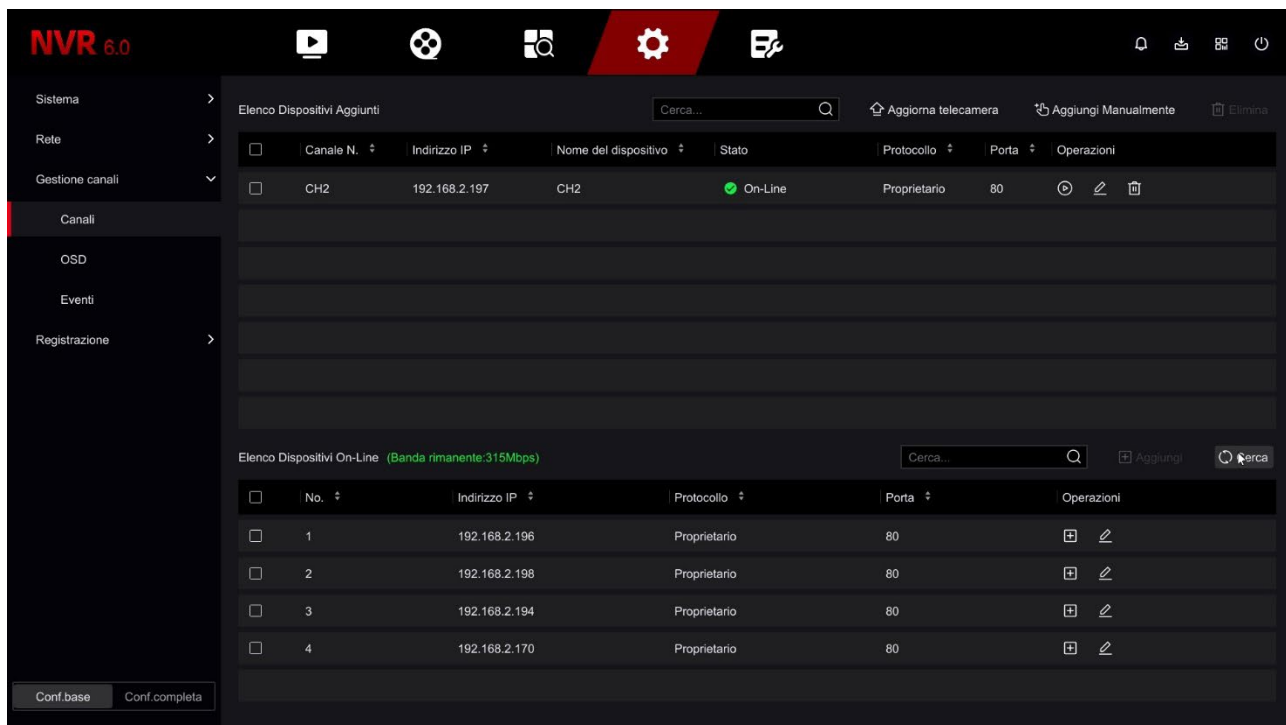 NVR 6.0
Sistema
Rete
Gestione canali
Canali
OSD
Eventi
Registrazione
Conf.base Conf.completa
Elenco Dispositivi Aggiunti Cerca... Aggiorna telecamera Aggiungi Manualmente Elimina
Canale N. Indirizzo IP Nome del dispositivo Stato Protocollo Porta Operazioni
CH2 192.168.2.197 CH2 On-Line Proprietario 80
Elenco Dispositivi On-Line (Banda rimanente:315Mbps) Cerca... Aggiungi Cerca
No. Indirizzo IP Protocollo Porta Operazioni
1 192.168.2.196 Proprietario 80
2 192.168.2.198 Proprietario 80
3 192.168.2.194 Proprietario 80
4 192.168.2.170 Proprietario 80